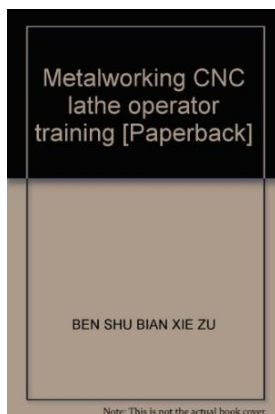 Metalworking CNC
lathe operator
training [Paperback]
BEN SHU BIAN XIE ZU
Note: This is not the actual book cover